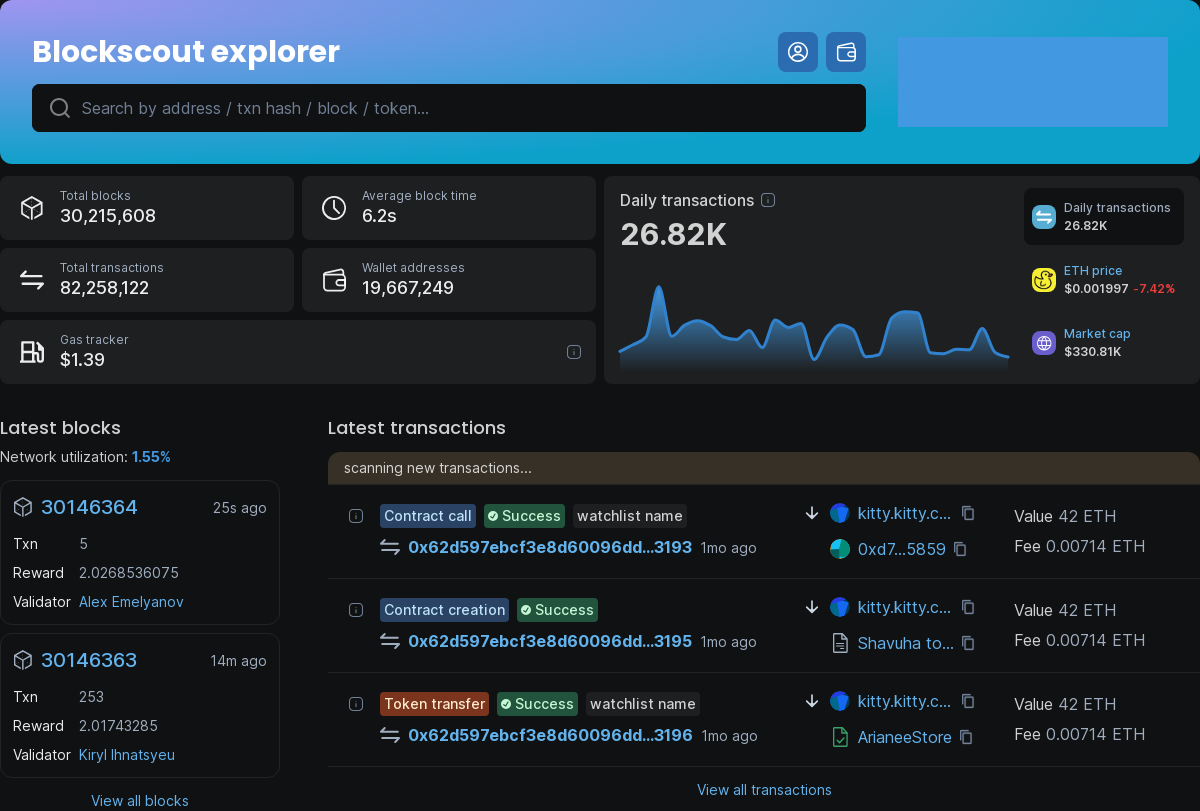 Blockscout explorer
Search by address / txn hash / block / token...
Total blocks
30,215,608
Average block time
6.2s
Total transactions
82,258,122
Wallet addresses
19,667,249
Gas tracker
$1.39
Daily transactions
26.82K
Daily transactions
26.82K
ETH price
$0.001997 -7.42%
Market cap
$330.81K
Latest blocks
Network utilization: 1.55%
30146364 25s ago
Txn 5
Reward 2.0268536075
Validator Alex Emelyanov
30146363 14m ago
Txn 253
Reward 2.01743285
Validator Kiryl Ihnatsyeu
View all blocks
Latest transactions
scanning new transactions...
Contract call Success watchlist name
0x62d597ebcf3e8d60096dd...3193 1mo ago
kitty.kitty.c...
0xd7...5859
Value 42 ETH
Fee 0.00714 ETH
Contract creation Success
0x62d597ebcf3e8d60096dd...3195 1mo ago
kitty.kitty.c...
Shavuha to...
Value 42 ETH
Fee 0.00714 ETH
Token transfer Success watchlist name
0x62d597ebcf3e8d60096dd...3196 1mo ago
kitty.kitty.c...
ArianeeStore
Value 42 ETH
Fee 0.00714 ETH
View all transactions